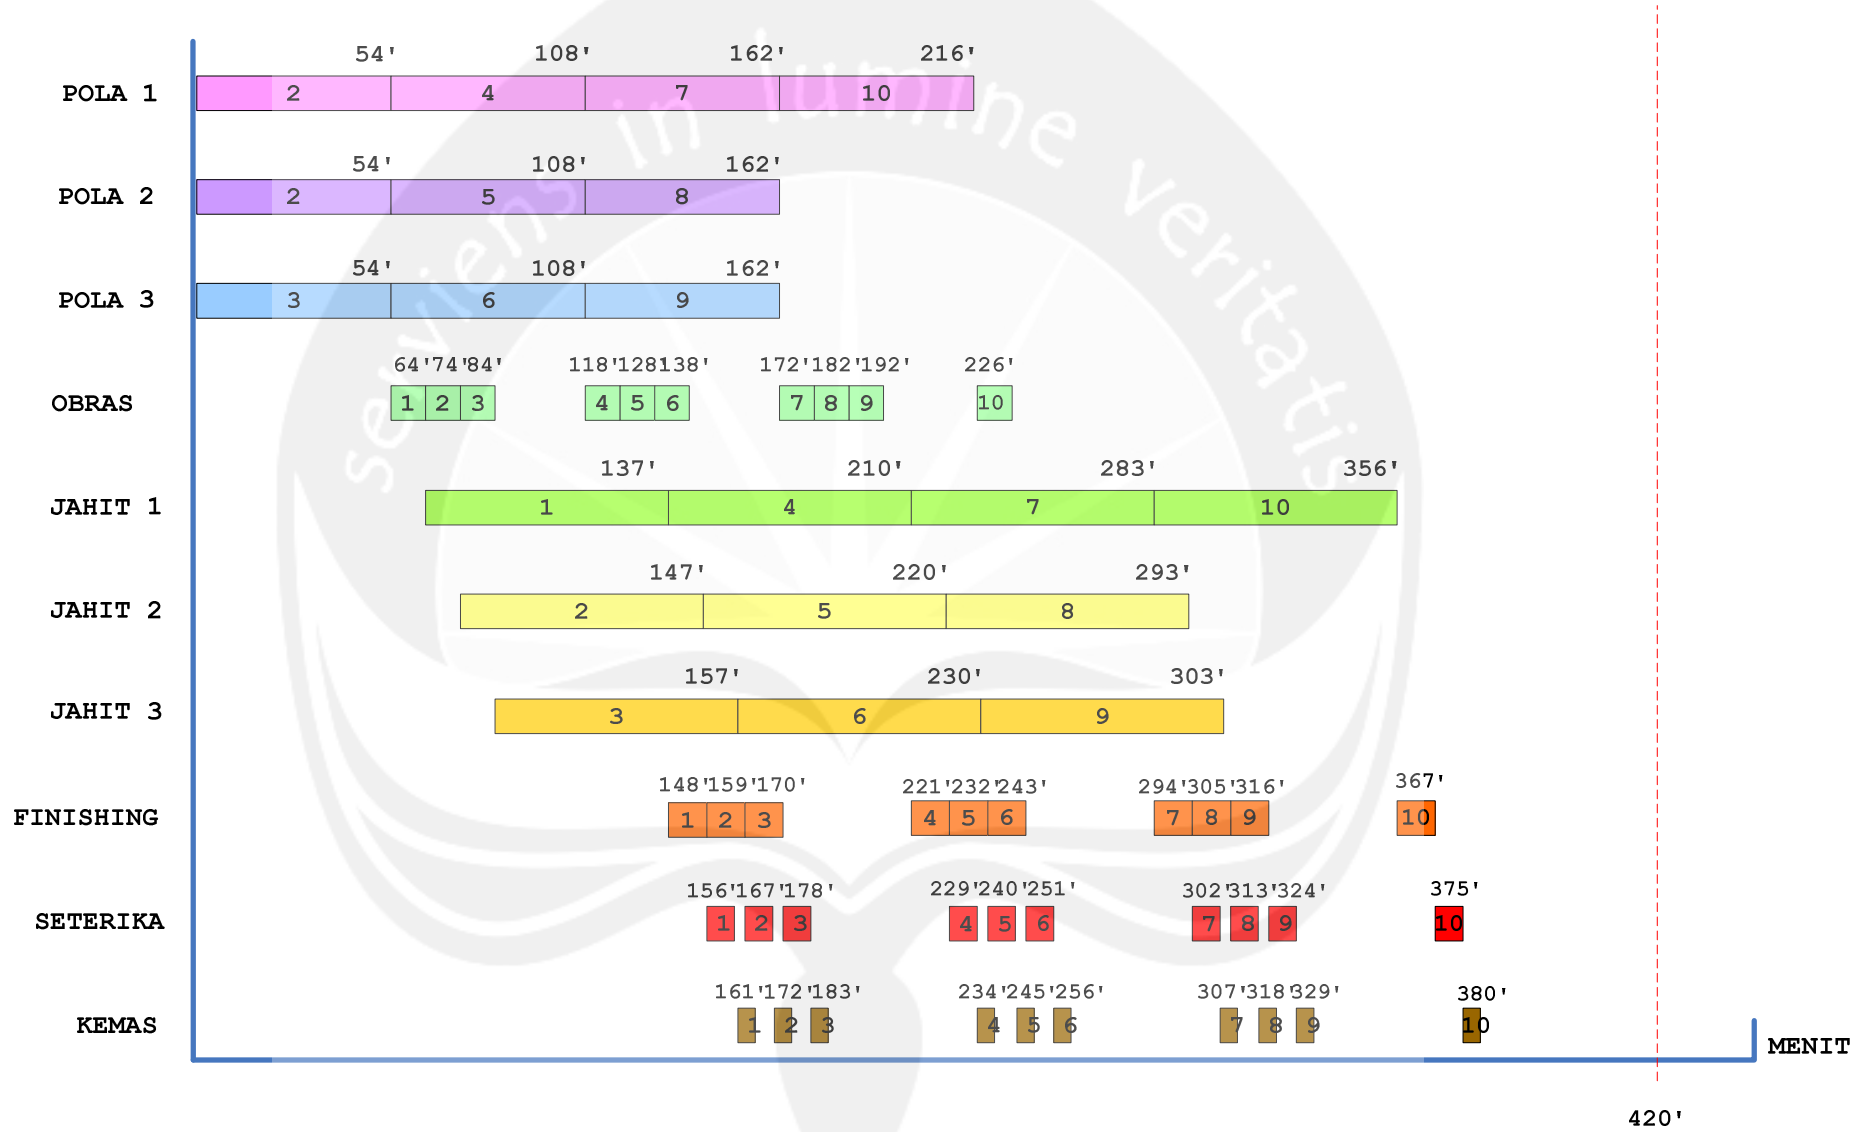 54' 108' 162' 216'
POLA 1 2 4 7 10
54' 108' 162'
POLA 2 2 5 8
54' 108' 162'
POLA 3 3 6 9
64' 74' 84' 118' 128' 138' 172' 182' 192' 226'
OBRAS 1 2 3 4 5 6 7 8 9 10
137' 210' 283' 356'
JAHIT 1 1 4 7 10
147' 220' 293'
JAHIT 2 2 5 8
157' 230' 303'
JAHIT 3 3 6 9
148' 159' 170' 221' 232' 243' 294' 305' 316' 367'
FINISHING 1 2 3 4 5 6 7 8 9 10
156' 167' 178' 229' 240' 251' 302' 313' 324' 375'
SETERIKA 1 2 3 4 5 6 7 8 9 10
161' 172' 183' 234' 245' 256' 307' 318' 329' 380'
KEMAS 1 2 3 4 5 6 7 8 9 10
MENIT
420'
serviens in lumine veritatis